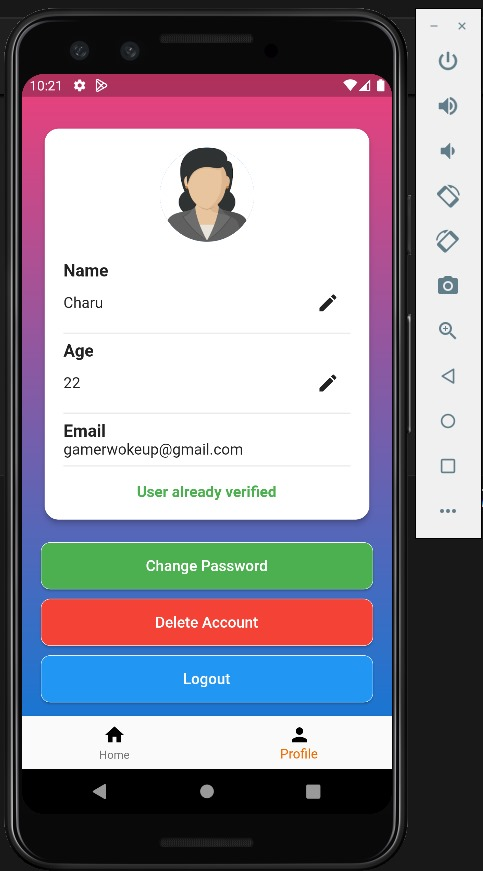 10:21
Name
Charu
Age
22
Email
gamerwokeup@gmail.com
User already verified
Change Password
Delete Account
Logout
Home
Profile